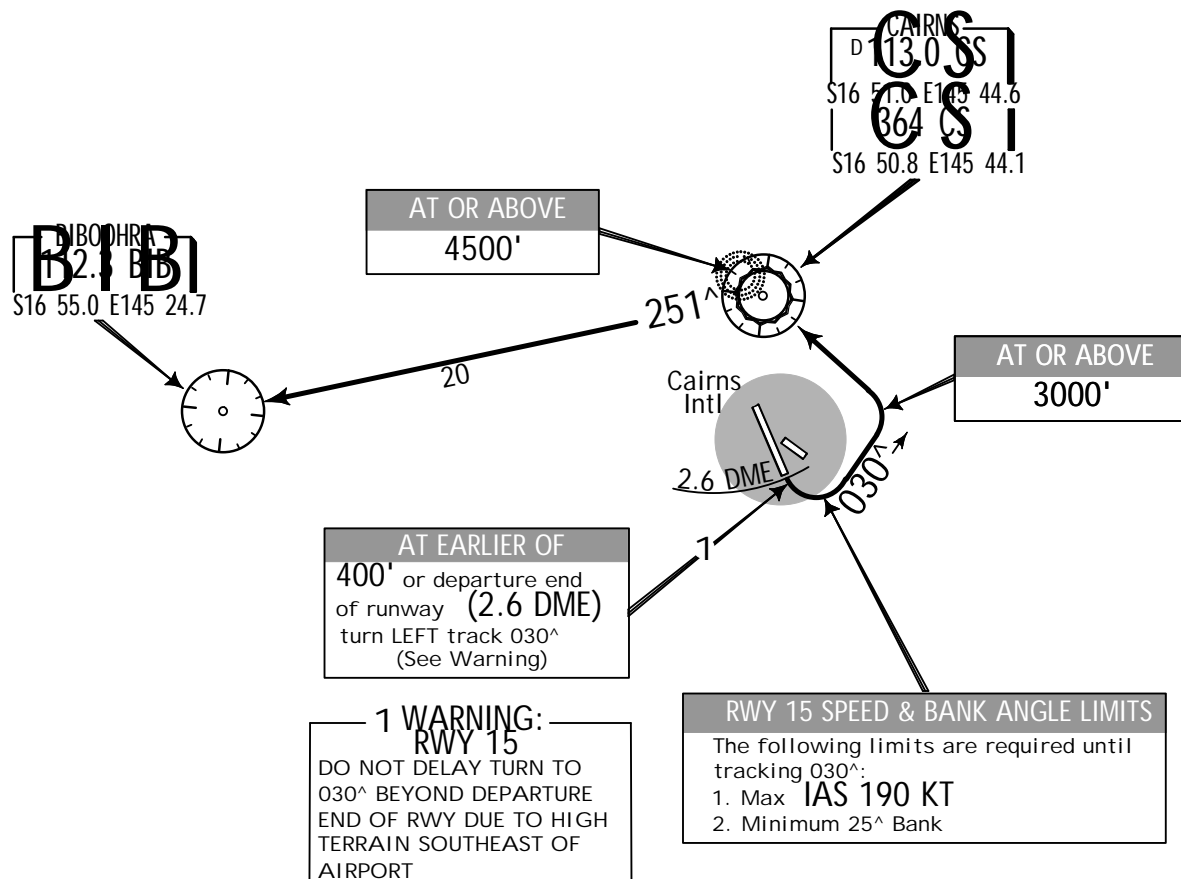 CAIRNS
D 113.0 CS
CS
S16 51.0 E145 44.6
364 CS
CS
S16 50.8 E145 44.1
AT OR ABOVE
4500'
BIBOOHRA
112.3 BIB
BIB
S16 55.0 E145 24.7
251^
20
AT OR ABOVE
3000'
Cairns
Intl
2.6 DME
030^
7
AT EARLIER OF
400' or departure end
of runway (2.6 DME)
turn LEFT track 030^
(See Warning)
1 WARNING:
RWY 15
DO NOT DELAY TURN TO
030^ BEYOND DEPARTURE
END OF RWY DUE TO HIGH
TERRAIN SOUTHEAST OF
AIRPORT
RWY 15 SPEED & BANK ANGLE LIMITS
The following limits are required until
tracking 030^:
1. Max IAS 190 KT
2. Minimum 25^ Bank